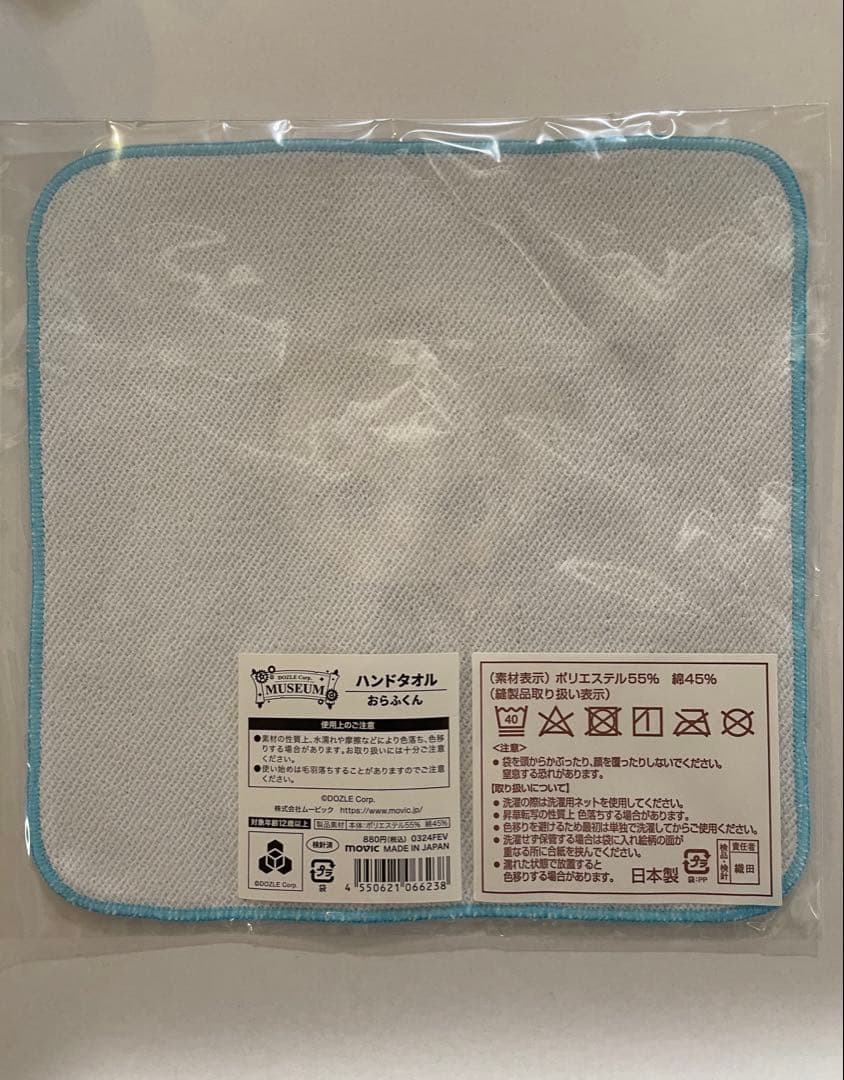 DOZLE Corp.
MUSEUM
ハンドタオル
おらふくん
使用上のご注意
●素材の性質上、水濡れや摩擦などにより色落ち、色移
りする場合があります。お取り扱いには十分ご注意
ください。
●使い始めは毛羽落ちすることがありますのでご注意
ください。
©DOZLE Corp.
株式会社ムービック https://www.movic.jp/
対象年齢12歳以上 製品素材 本体:ポリエステル55% 綿45%
検針済 880円(税込) 0324FEV
movic MADE IN JAPAN
プラ
袋
©DOZLE Corp.
4 550621 066238
(素材表示) ポリエステル55% 綿45%
(縫製品取り扱い表示)
40
<注意>
● 袋を頭からかぶったり、顔を覆ったりしないでください。
窒息する恐れがあります。
【取り扱いについて】
● 洗濯の際は洗濯用ネットを使用してください。
● 昇華転写の性質上 色落ちする場合があります。
● 色移りを避けるため最初は単独で洗濯してからご使用ください。
● 洗濯せず保管する場合は袋に入れ絵柄の面が
重なる所に合紙を挟んでください。
● 濡れた状態で放置すると
色移りする場合があります。
日本製
プラ
袋:PP
検品・検針
責任者
織田